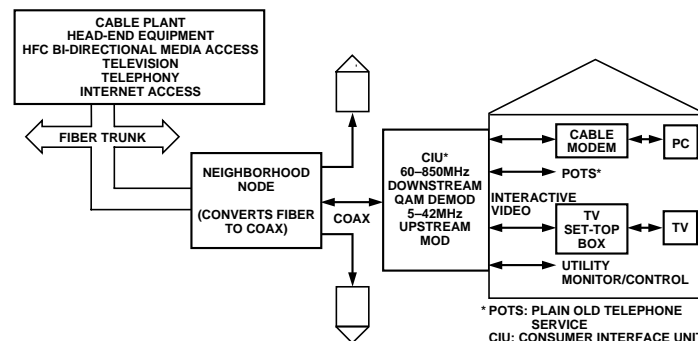 CABLE PLANT
HEAD-END EQUIPMENT
HFC BI-DIRECTIONAL MEDIA ACCESS
TELEVISION
TELEPHONY
INTERNET ACCESS
FIBER TRUNK
NEIGHBORHOOD
NODE
(CONVERTS FIBER
TO COAX)
COAX
CIU*
60–850MHz
DOWNSTREAM
QAM DEMOD
5–42MHz
UPSTREAM
MOD
CABLE
MODEM
PC
POTS*
INTERACTIVE
VIDEO
TV
SET-TOP
BOX
TV
UTILITY
MONITOR/CONTROL
* POTS: PLAIN OLD TELEPHONE
SERVICE
CIU: CONSUMER INTERFACE UNIT